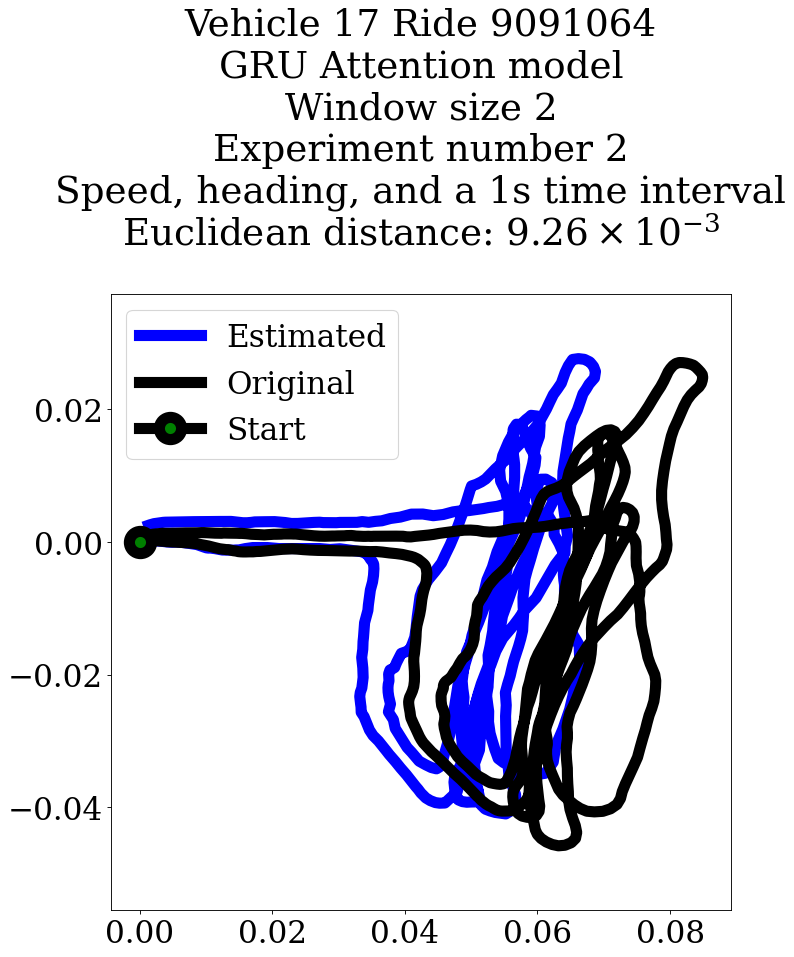 Vehicle 17 Ride 9091064
GRU Attention model
Window size 2
Experiment number 2
Speed, heading, and a 1s time interval
Euclidean distance: 9.26 × 10⁻³
Estimated
Original
Start
0.02
0.00
−0.02
−0.04
0.00 0.02 0.04 0.06 0.08